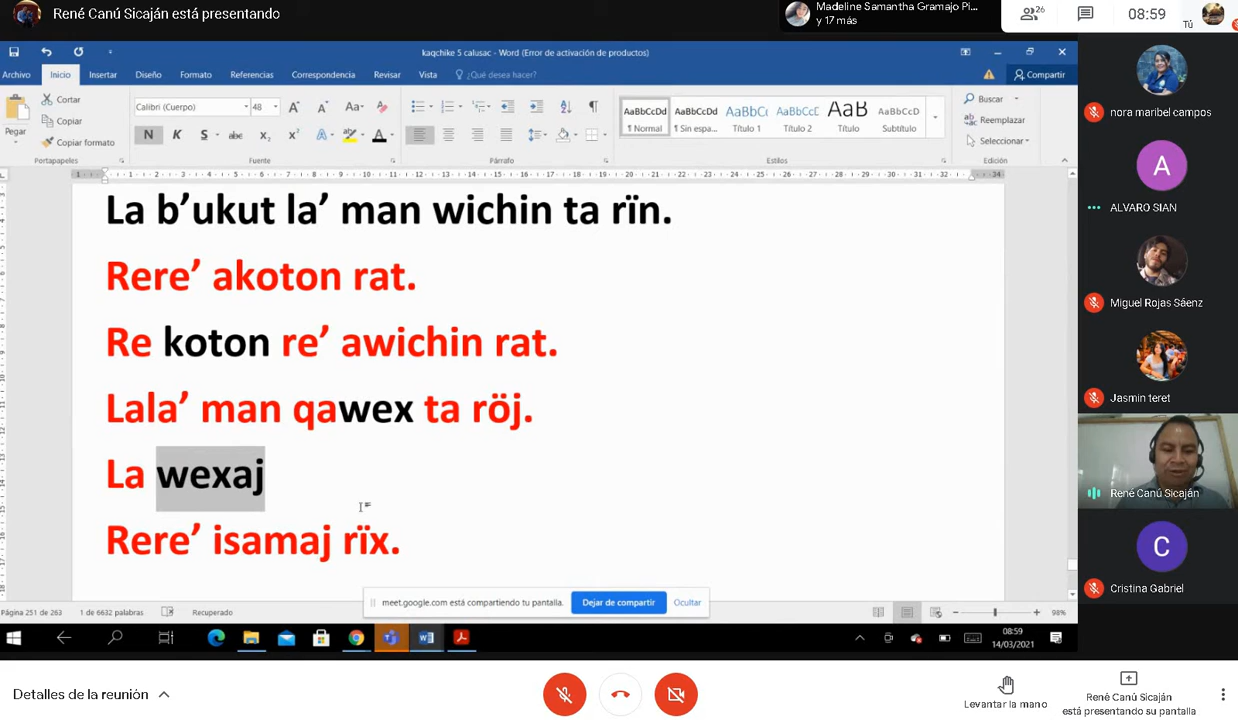 René Canú Sicaján está presentando
Madeline Samantha Gramajo Pi...
y 17 más
26
08:59
Tú
kaqchike 5 calusac - Word (Error de activación de productos)
Archivo Inicio Insertar Diseño Formato Referencias Correspondencia Revisar Vista ¿Qué desea hacer? Compartir
Pegar
Cortar
Copiar
Copiar formato
Portapapeles
Calibri (Cuerpo) 48
N K S abc x₂ x²
Fuente
Párrafo
AaBbCcDd AaBbCcDd AaBbCc AaBbCcC AaB AaBbCcD
¶ Normal ¶ Sin espa... Título 1 Título 2 Título Subtítulo
Estilos
Buscar
Reemplazar
Seleccionar
Edición
La b’ukut la’ man wichin ta rïn.
Rere’ akoton rat.
Re koton re’ awichin rat.
Lala’ man qawex ta röj.
La wexaj
Rere’ isamaj rïx.
meet.google.com está compartiendo tu pantalla. Dejar de compartir Ocultar
Página 251 de 263 1 de 6632 palabras Recuperado 98%
08:59
14/03/2021
nora maribel campos
A
ALVARO SIAN
Miguel Rojas Sáenz
Jasmin teret
René Canú Sicaján
C
Cristina Gabriel
Detalles de la reunión
Levantar la mano
René Canú Sicaján
está presentando su pantalla